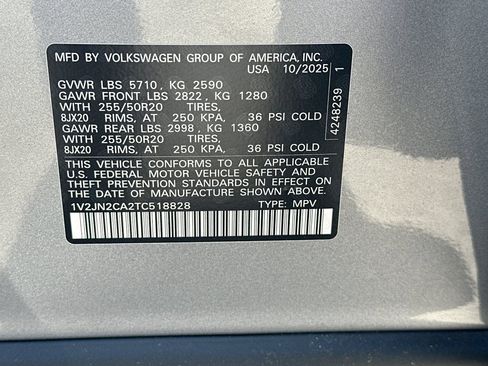 MFD BY VOLKSWAGEN GROUP OF AMERICA, INC.
USA 10/2025
GVWR LBS 5710 , KG 2590
GAWR FRONT LBS 2822 , KG 1280
WITH 255/50R20 TIRES,
8JX20 RIMS, AT 250 KPA, 36 PSI COLD
GAWR REAR LBS 2998 , KG 1360
WITH 255/50R20 TIRES,
8JX20 RIMS, AT 250 KPA, 36 PSI COLD
THIS VEHICLE CONFORMS TO ALL APPLICABLE
U.S. FEDERAL MOTOR VEHICLE SAFETY AND
THEFT PREVENTION STANDARDS IN EFFECT
ON THE DATE OF MANUFACTURE SHOWN ABOVE.
1V2JN2CA2TC518828 TYPE: MPV
4248239 1